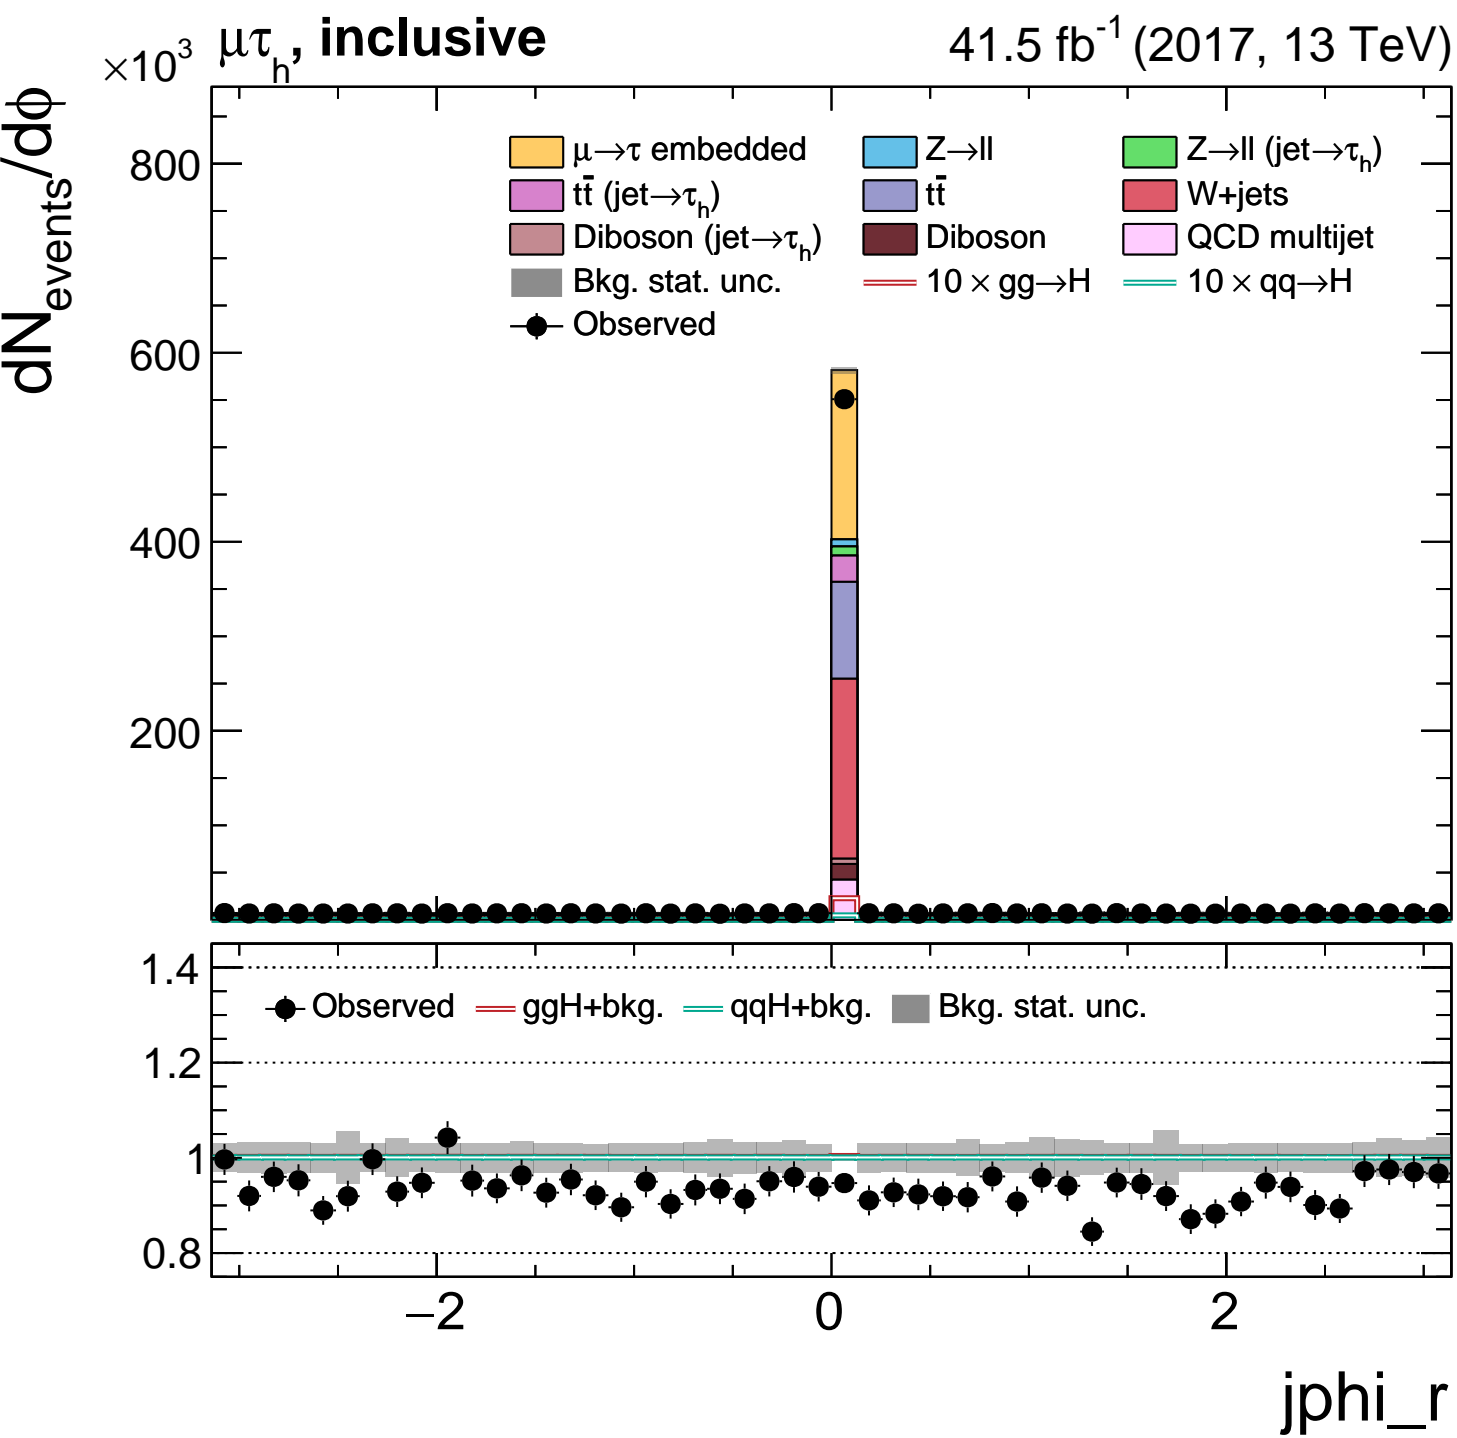 μτh, inclusive
41.5 fb-1 (2017, 13 TeV)
×103
dNevents/dϕ
800
600
400
200
μ→τ embedded
Z→ll
Z→ll (jet→τh)
tt̄ (jet→τh)
tt̄
W+jets
Diboson (jet→τh)
Diboson
QCD multijet
Bkg. stat. unc.
10 × gg→H
10 × qq→H
Observed
1.4
1.2
1
0.8
Observed
ggH+bkg.
qqH+bkg.
Bkg. stat. unc.
−2
0
2
jphi_r